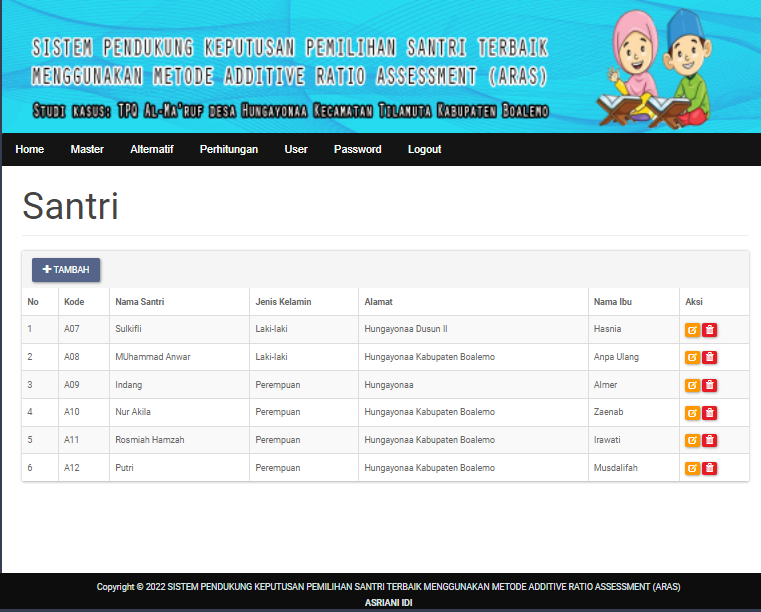 SISTEM PENDUKUNG KEPUTUSAN PEMILIHAN SANTRI TERBAIK
MENGGUNAKAN METODE ADDITIVE RATIO ASSESSMENT (ARAS)
STUDI KASUS: TPQ AL-MA'RUF DESA HUNGAYONAA KECAMATAN TILAMUTA KABUPATEN BOALEMO
Home Master Alternatif Perhitungan User Password Logout
Santri
TAMBAH
No Kode Nama Santri Jenis Kelamin Alamat Nama Ibu Aksi
1 A07 Sulkifli Laki-laki Hungayonaa Dusun II Hasnia
2 A08 MUhammad Anwar Laki-laki Hungayonaa Kabupaten Boalemo Anpa Ulang
3 A09 Indang Perempuan Hungayonaa Almer
4 A10 Nur Akila Perempuan Hungayonaa Kabupaten Boalemo Zaenab
5 A11 Rosmiah Hamzah Perempuan Hungayonaa Kabupaten Boalemo Irawati
6 A12 Putri Perempuan Hungayonaa Kabupaten Boalemo Musdalifah
Copyright © 2022 SISTEM PENDUKUNG KEPUTUSAN PEMILIHAN SANTRI TERBAIK MENGGUNAKAN METODE ADDITIVE RATIO ASSESSMENT (ARAS)
ASRIANI IDI